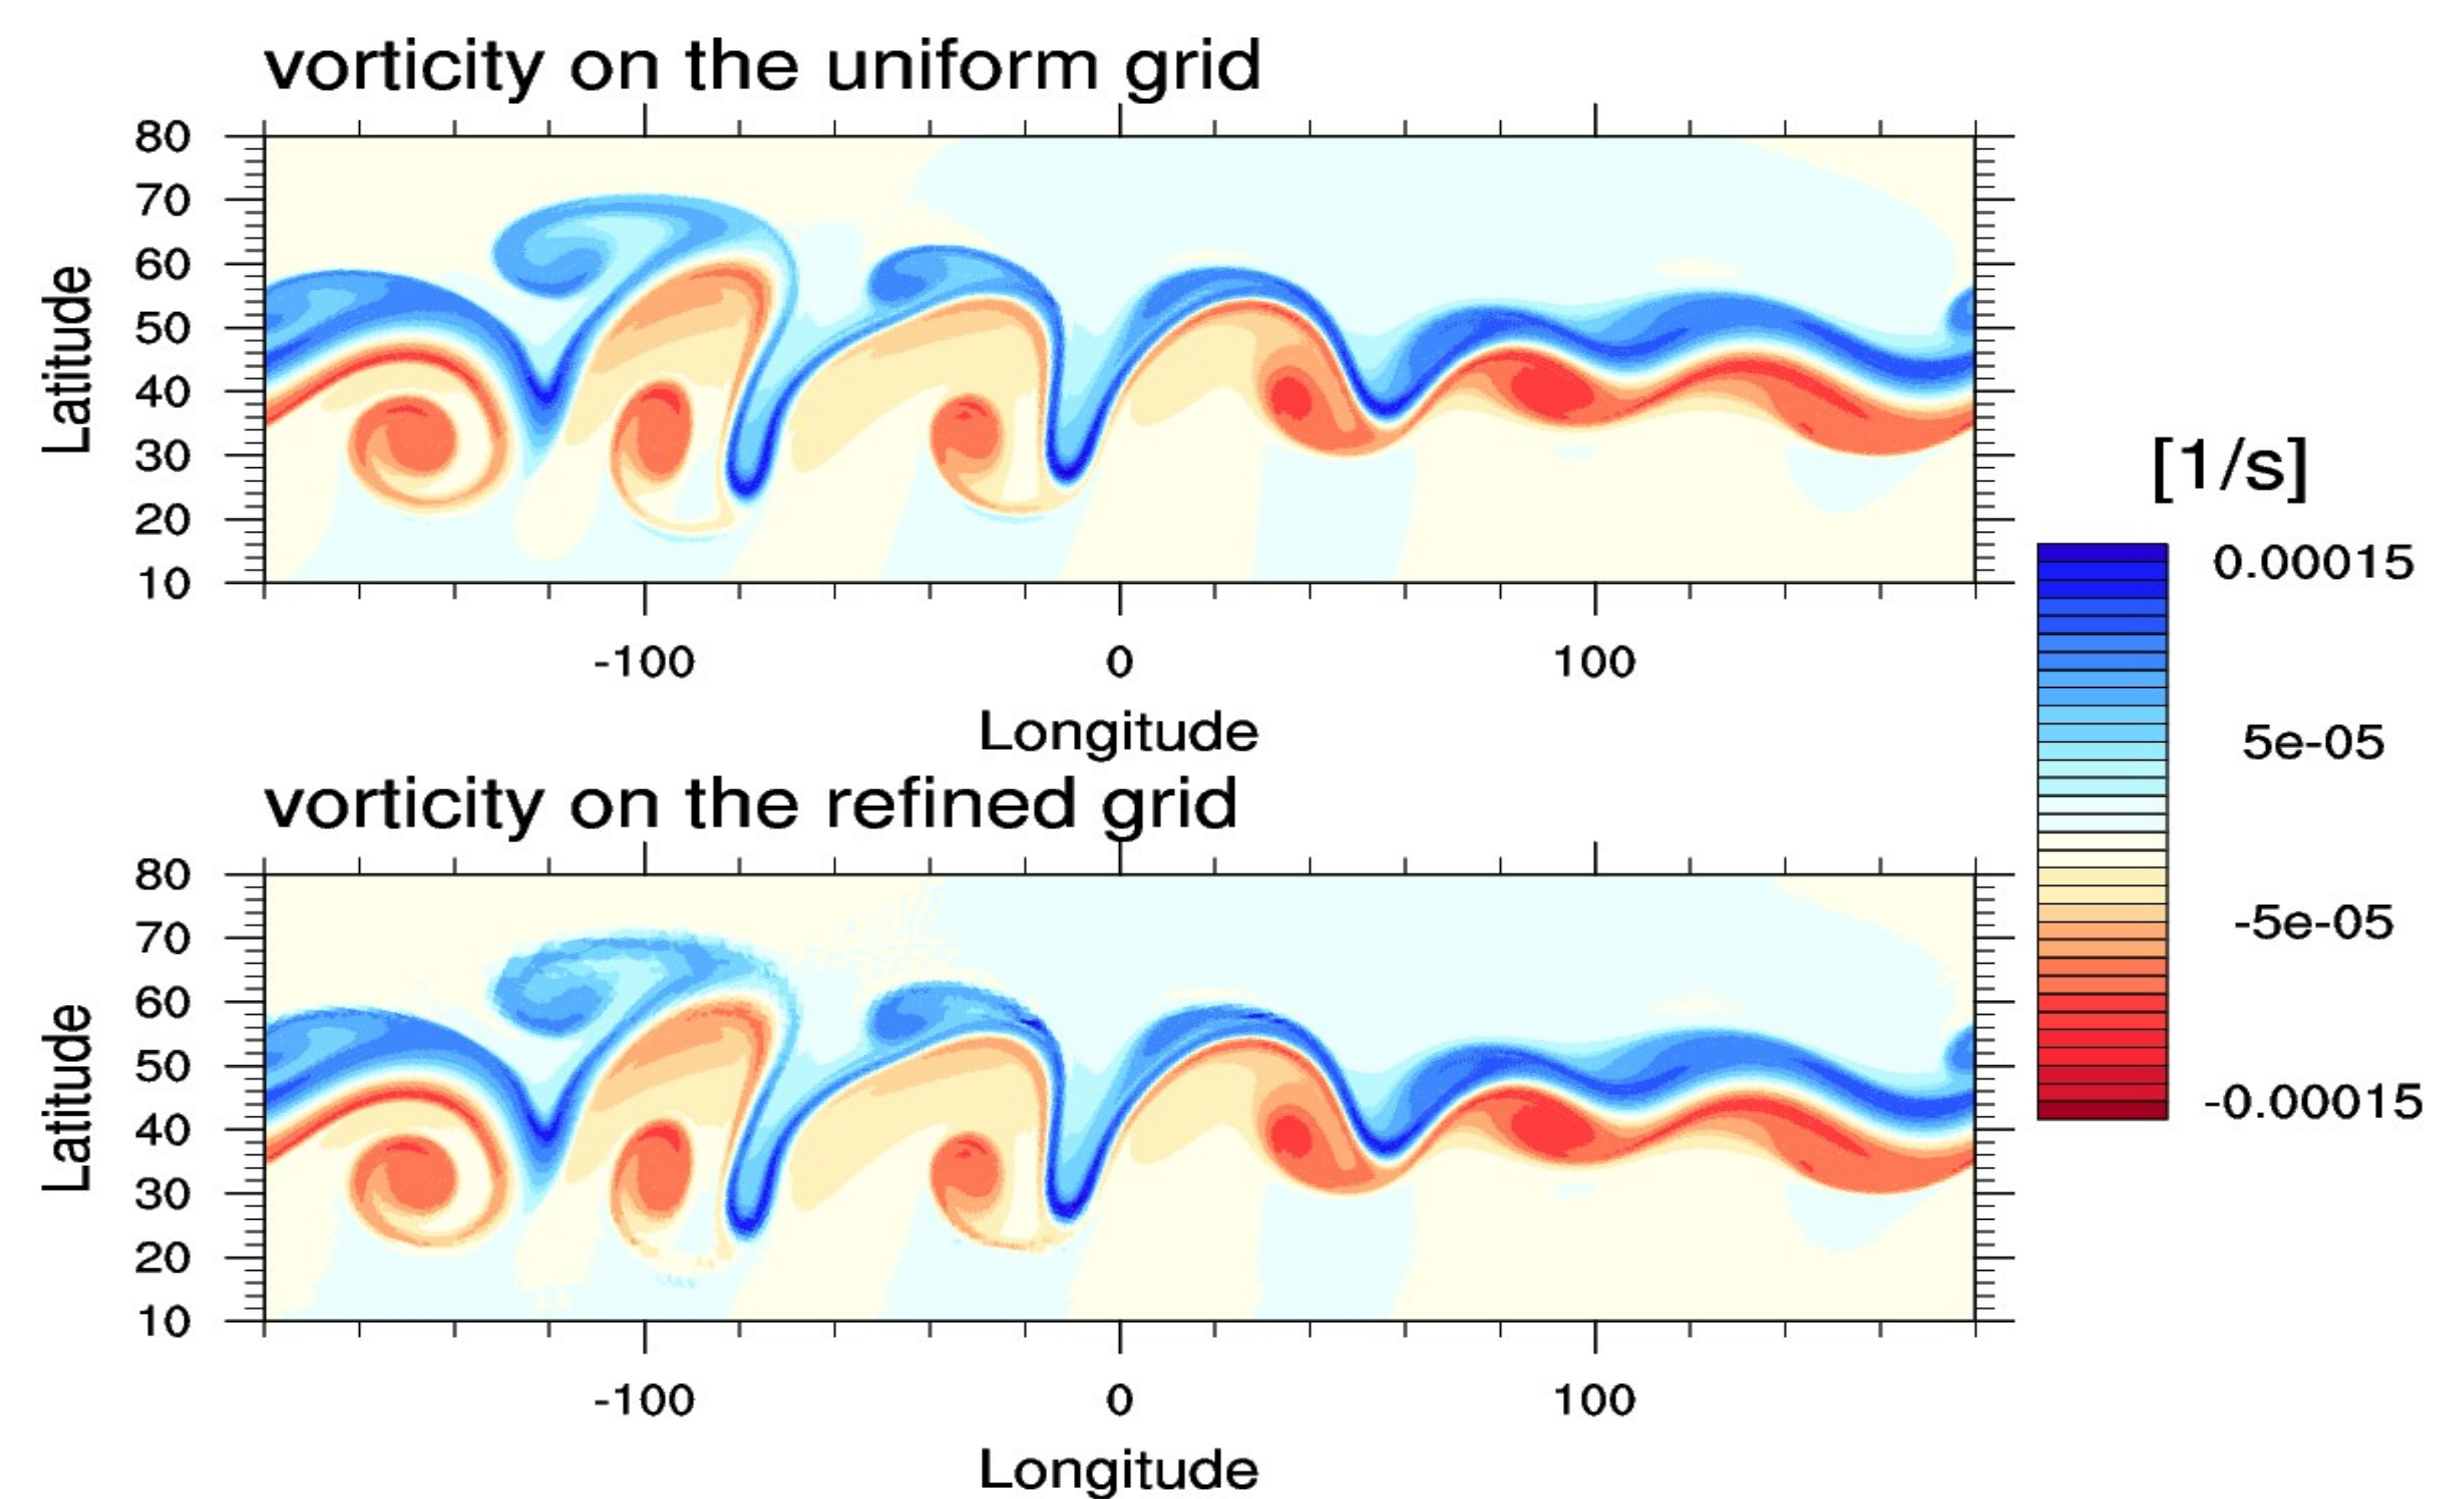 vorticity on the uniform grid
80
70
60
50
40
30
20
10
Latitude
-100 0 100
Longitude
vorticity on the refined grid
80
70
60
50
40
30
20
10
Latitude
-100 0 100
Longitude
[1/s]
0.00015
5e-05
-5e-05
-0.00015